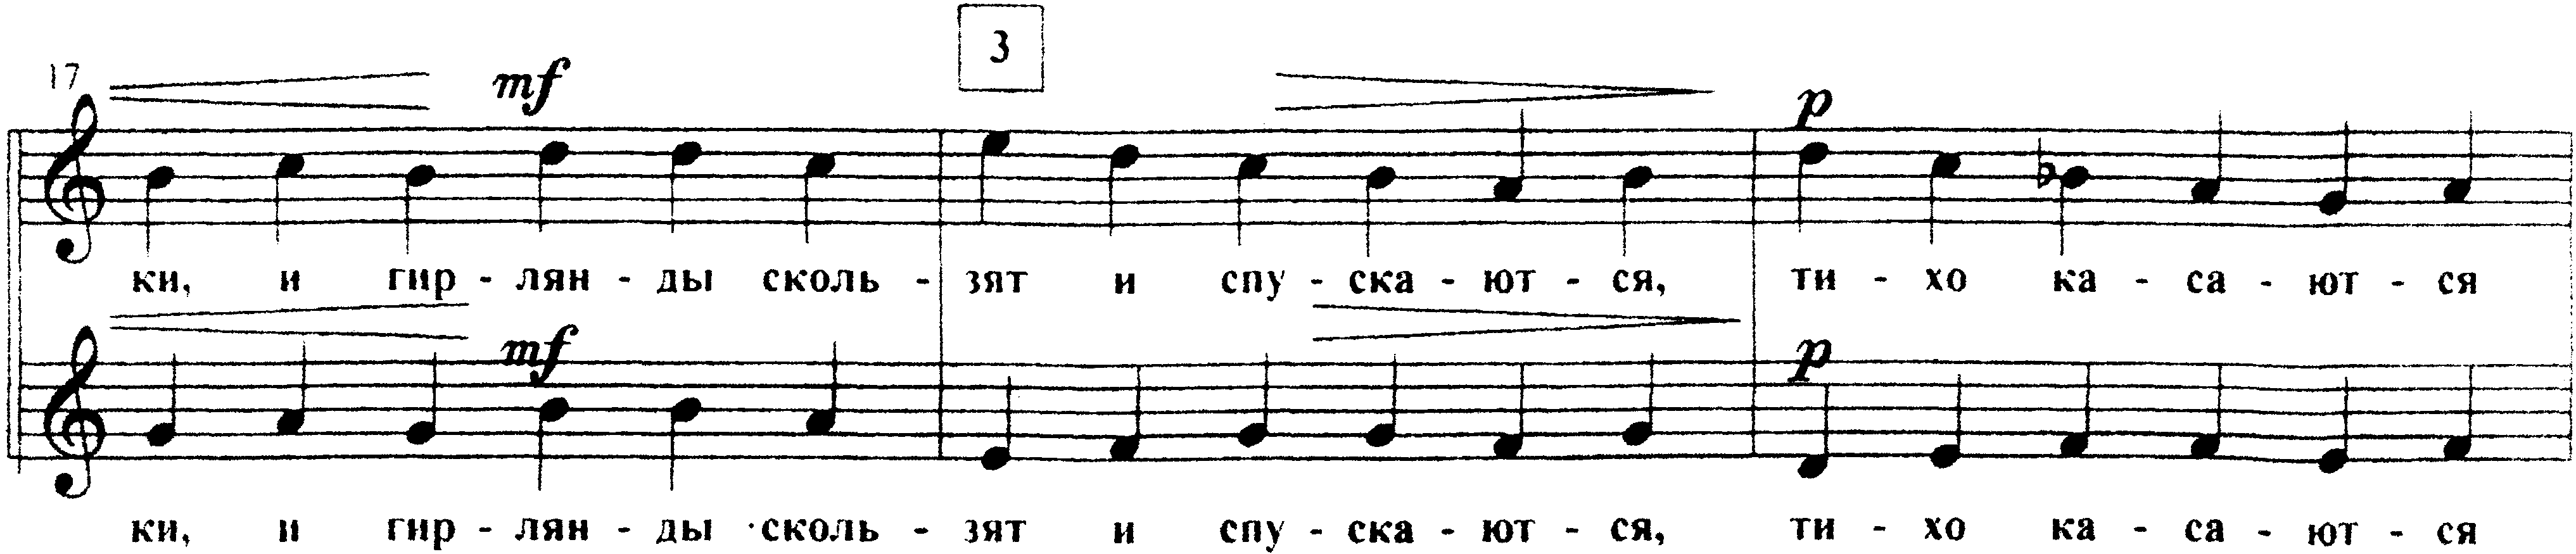 3
17
mf
p
ки, и гир - лян - ды сколь - зят и спу - ска - ют - ся, ти - хо ка - са - ют - ся
mf
p
ки, и гир - лян - ды сколь - зят и спу - ска - ют - ся, ти - хо ка - са - ют - ся